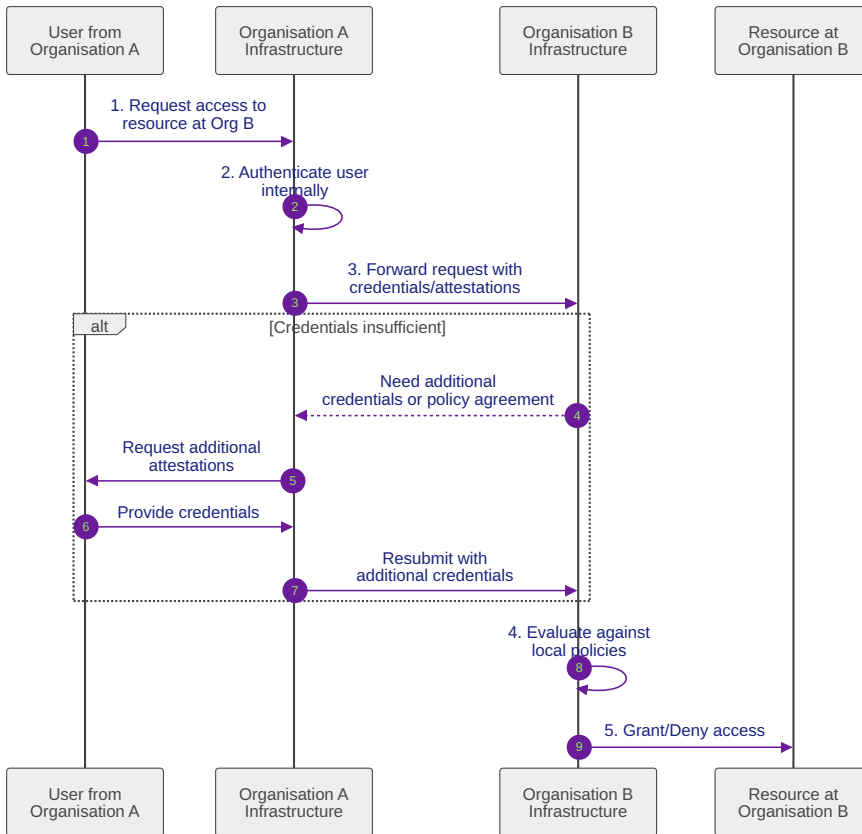 User from
Organisation A
Organisation A
Infrastructure
Organisation B
Infrastructure
Resource at
Organisation B
1. Request access to
resource at Org B
1
2. Authenticate user
internally
2
3. Forward request with
credentials/attestations
3
alt
[Credentials insufficient]
Need additional
credentials or policy agreement
4
Request additional
attestations
5
Provide credentials
6
Resubmit with
additional credentials
7
4. Evaluate against
local policies
8
5. Grant/Deny access
9
User from
Organisation A
Organisation A
Infrastructure
Organisation B
Infrastructure
Resource at
Organisation B